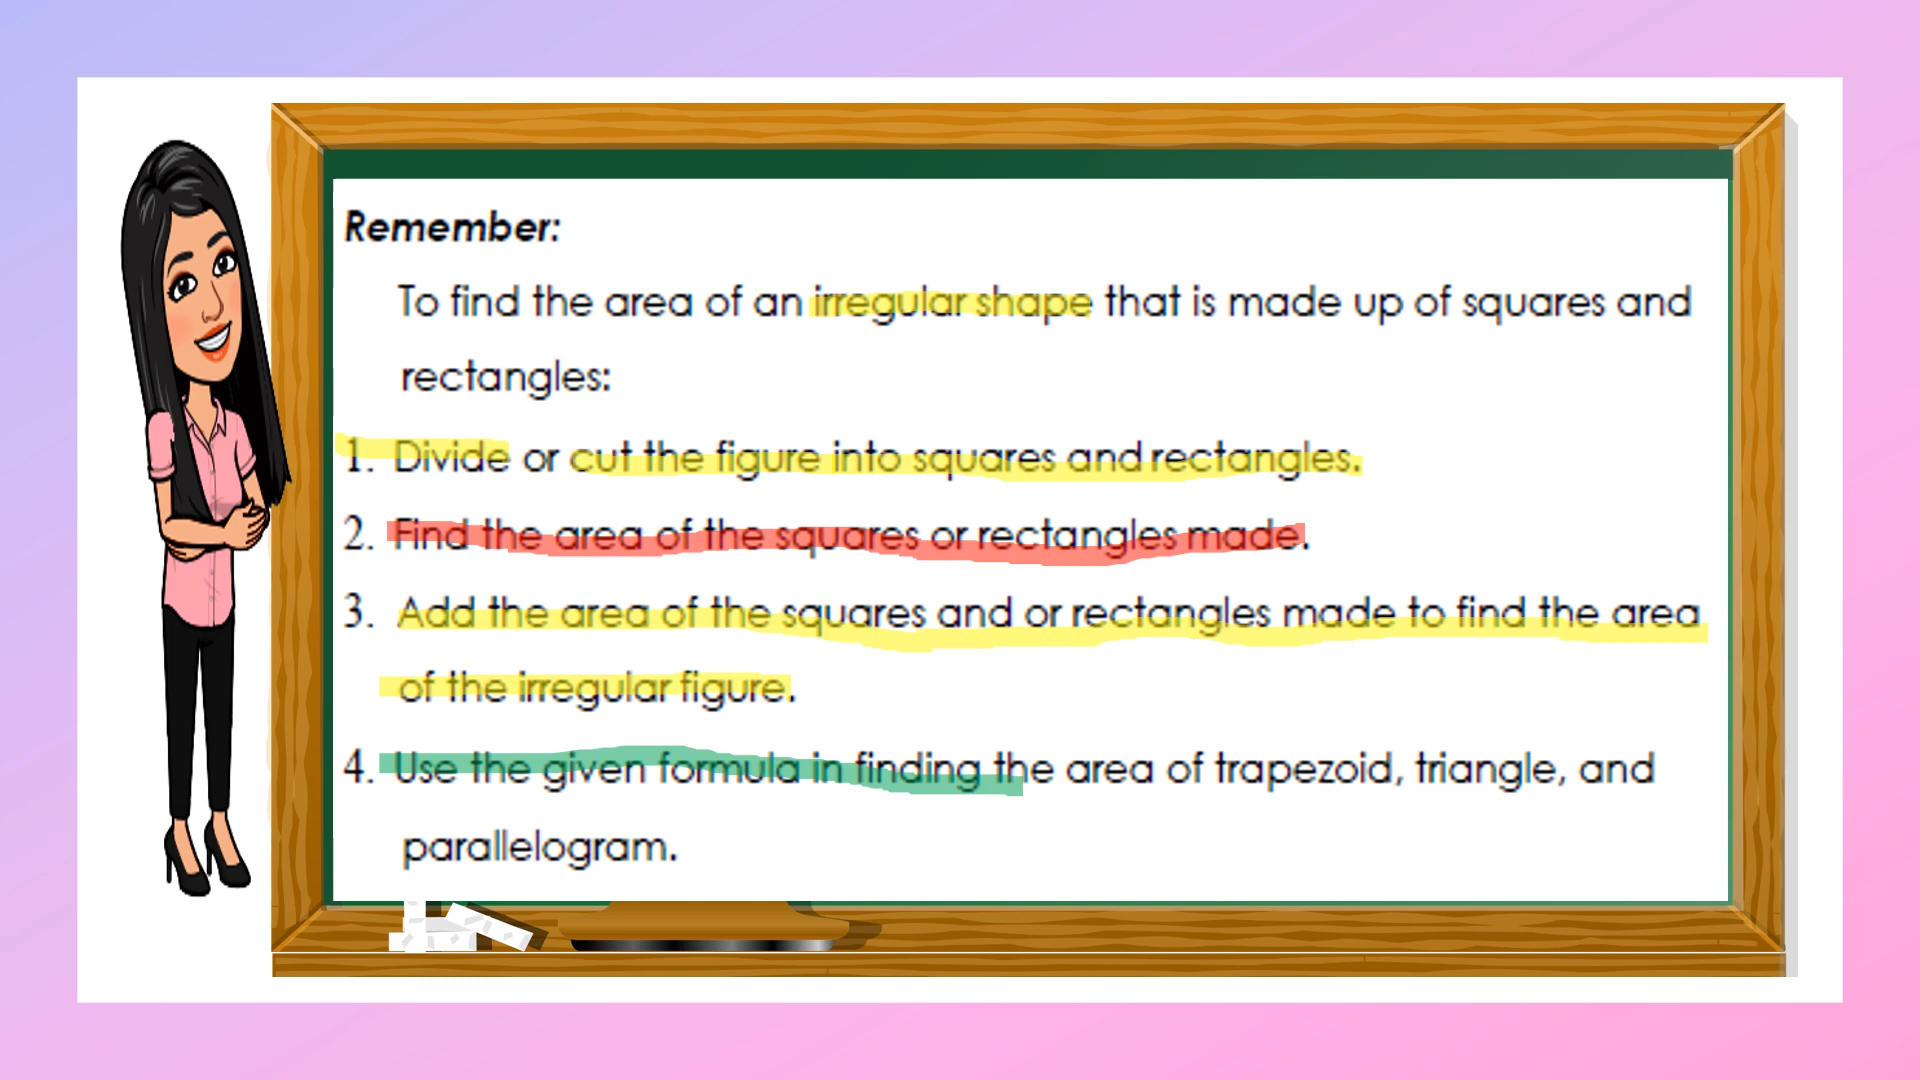 Remember:
To find the area of an irregular shape that is made up of squares and
rectangles:
1. Divide or cut the figure into squares and rectangles.
2. Find the area of the squares or rectangles made.
3. Add the area of the squares and or rectangles made to find the area
of the irregular figure.
4. Use the given formula in finding the area of trapezoid, triangle, and
parallelogram.